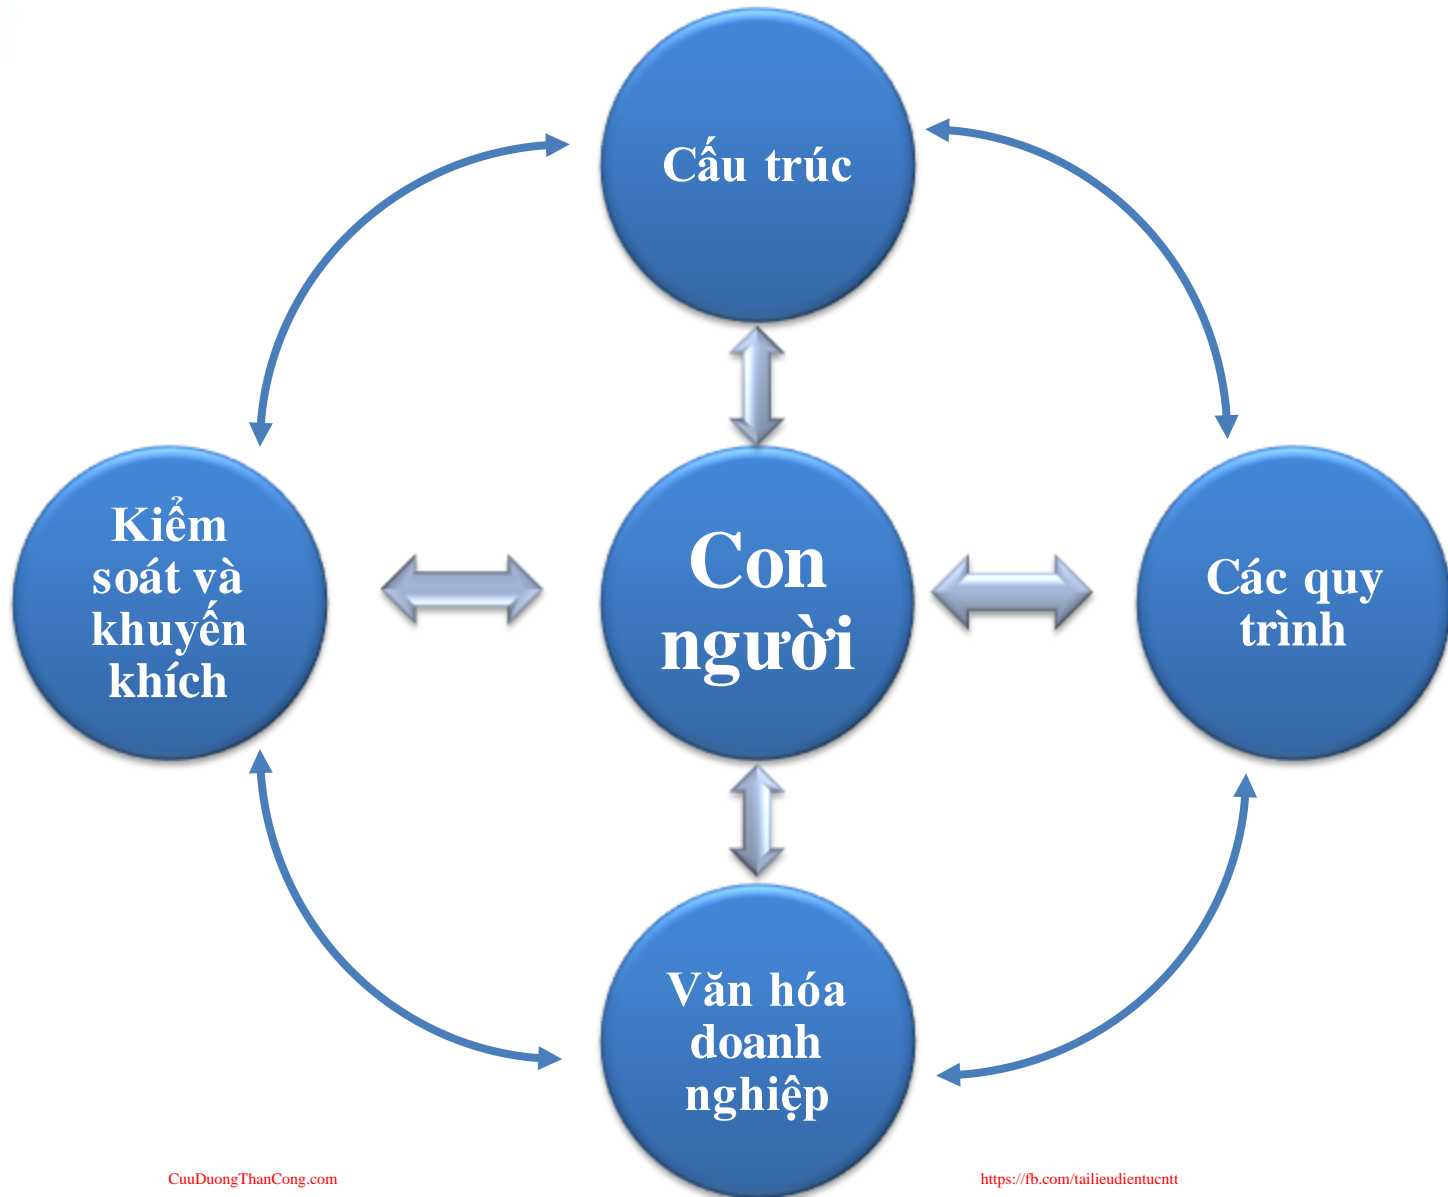 Cấu trúc
Kiểm
soát và
khuyến
khích
Con
người
Các quy
trình
Văn hóa
doanh
nghiệp
CuuDuongThanCong.com
https://fb.com/tailieudientucntt